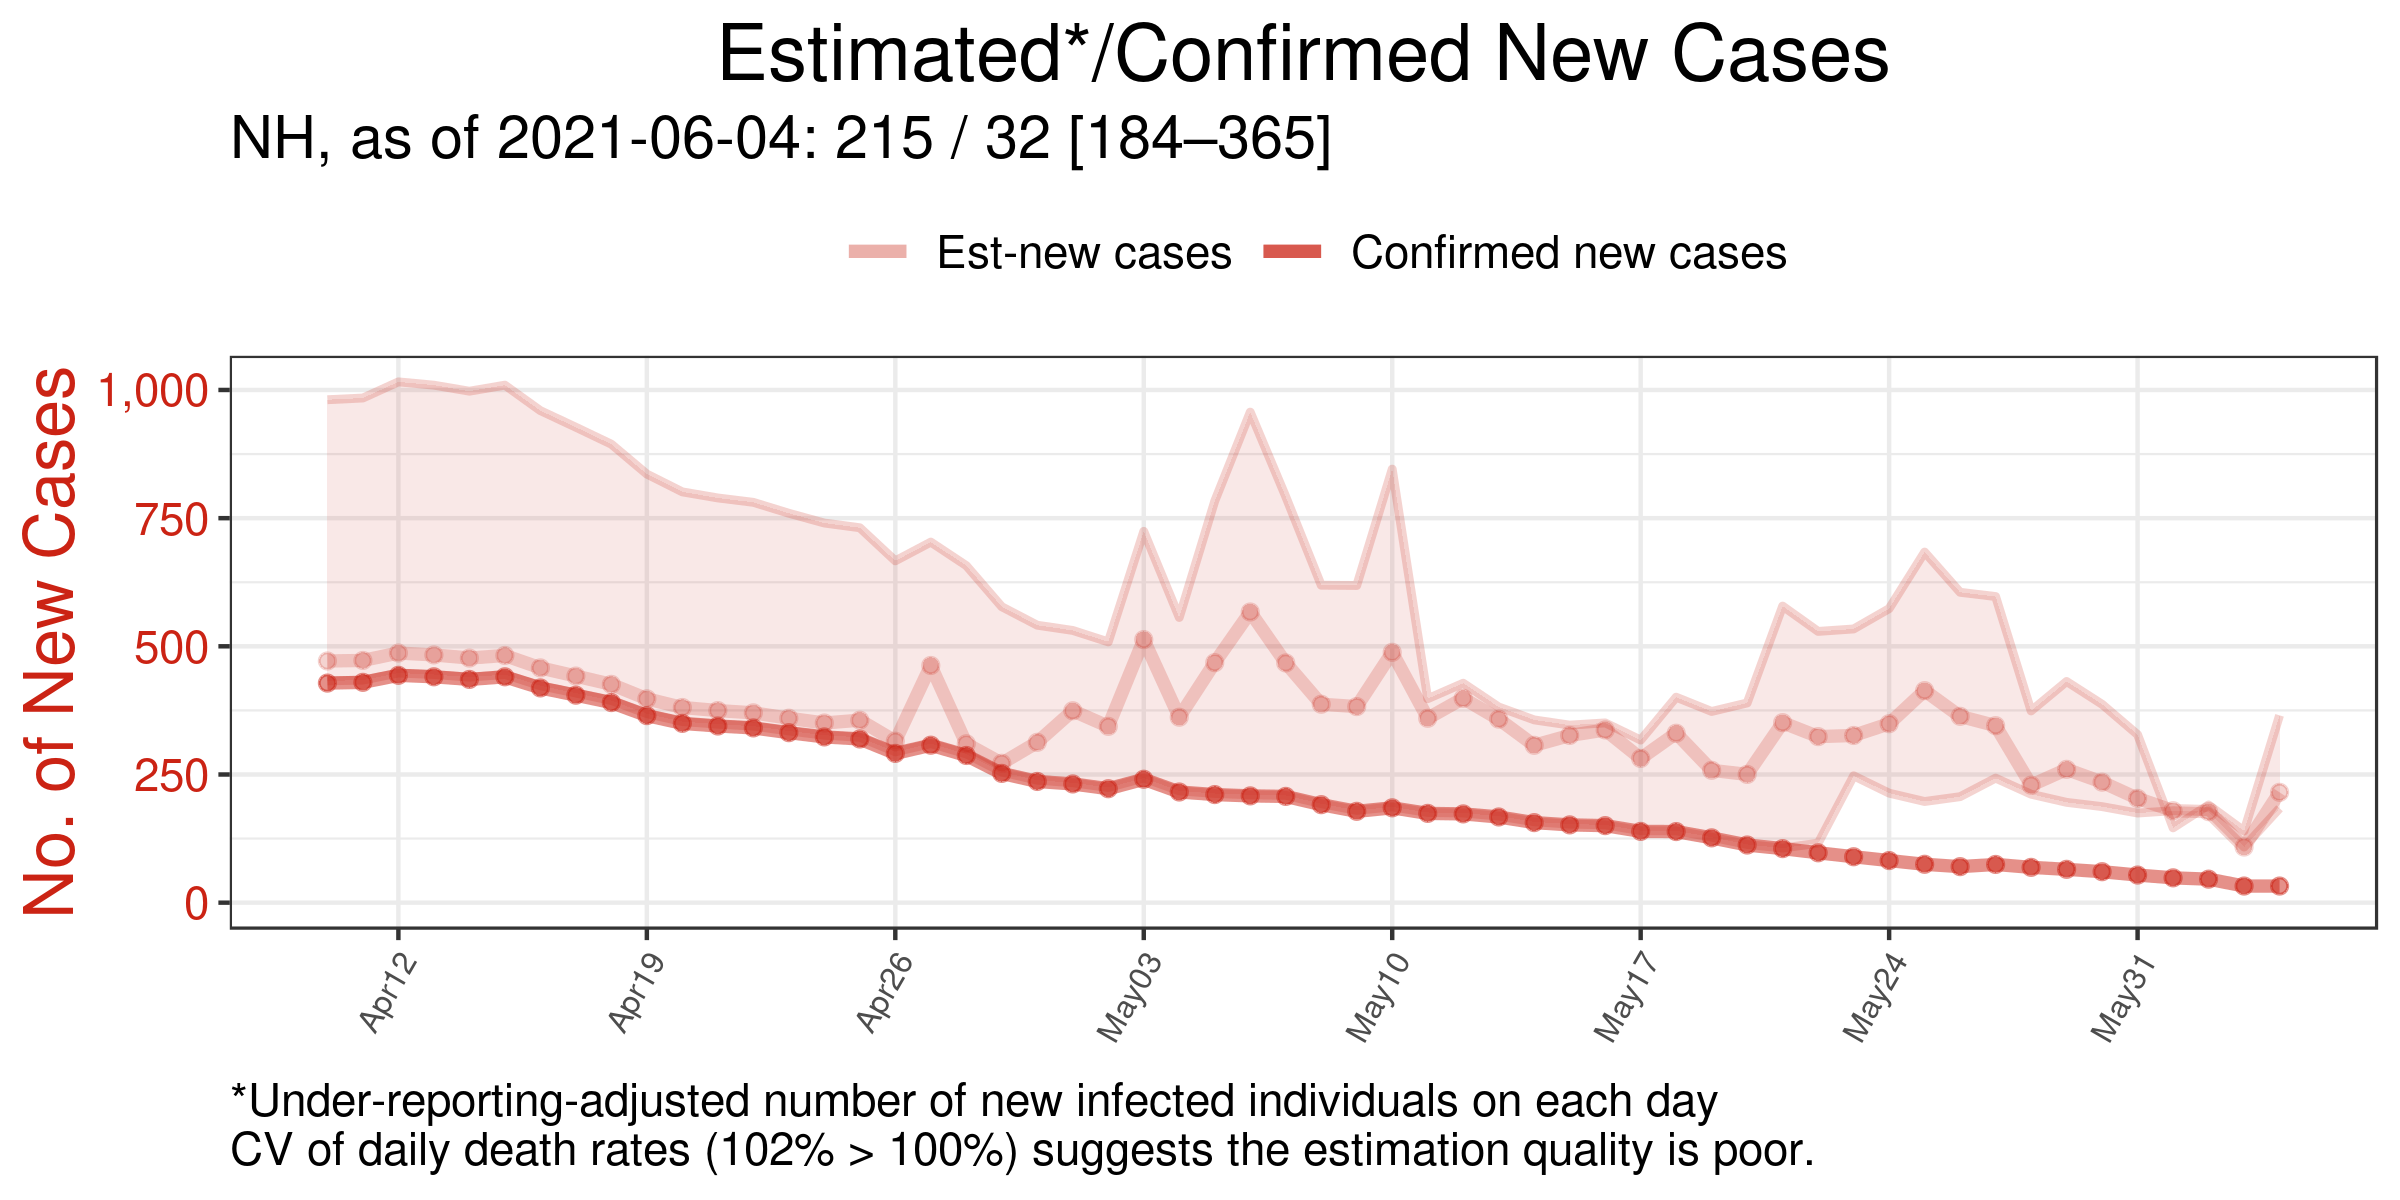 Estimated*/Confirmed New Cases
NH, as of 2021-06-04: 215 / 32 [184–365]
Est-new cases
Confirmed new cases
No. of New Cases
1,000
750
500
250
0
Apr12
Apr19
Apr26
May03
May10
May17
May24
May31
*Under-reporting-adjusted number of new infected individuals on each day
CV of daily death rates (102% > 100%) suggests the estimation quality is poor.